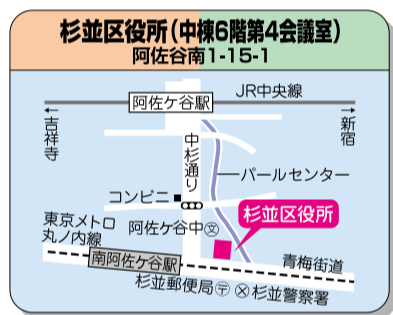 杉並区役所(中棟6階第4会議室)
阿佐谷南1-15-1
JR中央線
阿佐ケ谷駅
←吉祥寺
→新宿
中杉通り
パールセンター
コンビニ
杉並区役所
東京メトロ
丸ノ内線
阿佐ケ谷中文
南阿佐ケ谷駅
青梅街道
杉並郵便局〒
杉並警察署